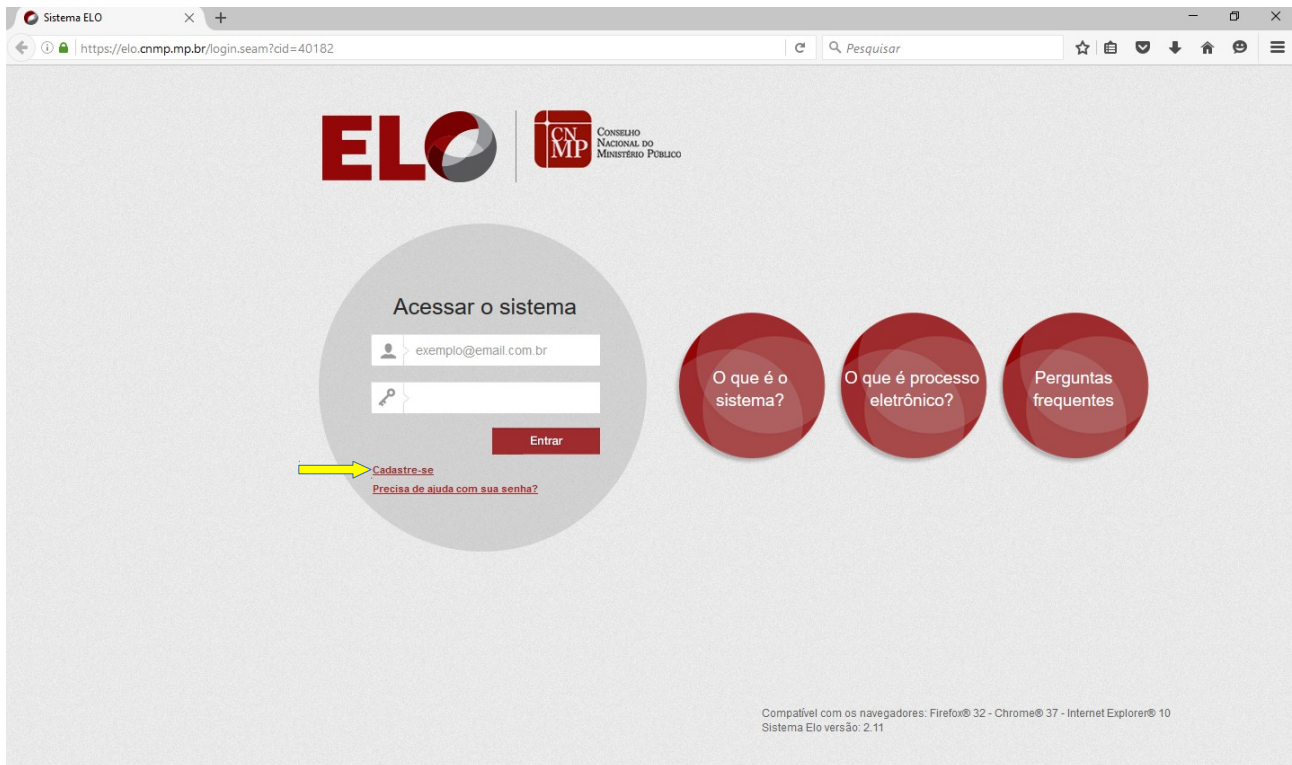 Sistema ELO
https://elo.cnmp.mp.br/login.seam?cid=40182
Pesquisar
ELO
CN
MP
Conselho
Nacional do
Ministério Público
Acessar o sistema
exemplo@email.com.br
Entrar
Cadastre-se
Precisa de ajuda com sua senha?
O que é o
sistema?
O que é processo
eletrônico?
Perguntas
frequentes
Compatível com os navegadores: Firefox® 32 - Chrome® 37 - Internet Explorer® 10
Sistema Elo versão: 2.11